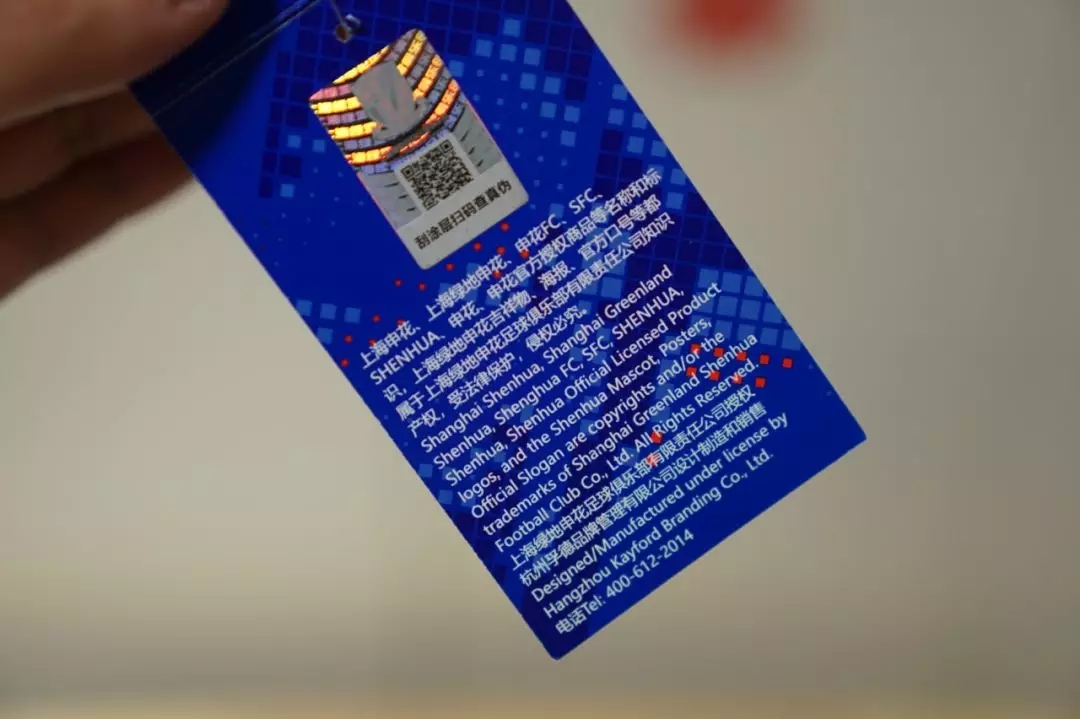 刮涂层扫码查真伪
上海申花、上海绿地申花、申花FC、SFC、
SHENHUA、申花、申花官方授权商品等名称和标
识，上海绿地申花吉祥物、海报、官方口号等都
属于上海绿地申花足球俱乐部有限责任公司知识
产权，受法律保护，侵权必究。
Shanghai Shenhua, Shanghai Greenland
Shenhua, Shenghua FC, SFC, SHENHUA,
Shenhua, Shenhua Official Licensed Product
logos, and the Shenhua Mascot, Posters,
Official Slogan are copyrights and/or the
trademarks of Shanghai Greenland Shenhua
Football Club Co., Ltd. All Rights Reserved.
上海绿地申花足球俱乐部有限责任公司授权
杭州孚德品牌管理有限公司设计制造和销售
Designed/Manufactured under license by
Hangzhou Kayford Branding Co., Ltd.
电话Tel: 400-612-2014